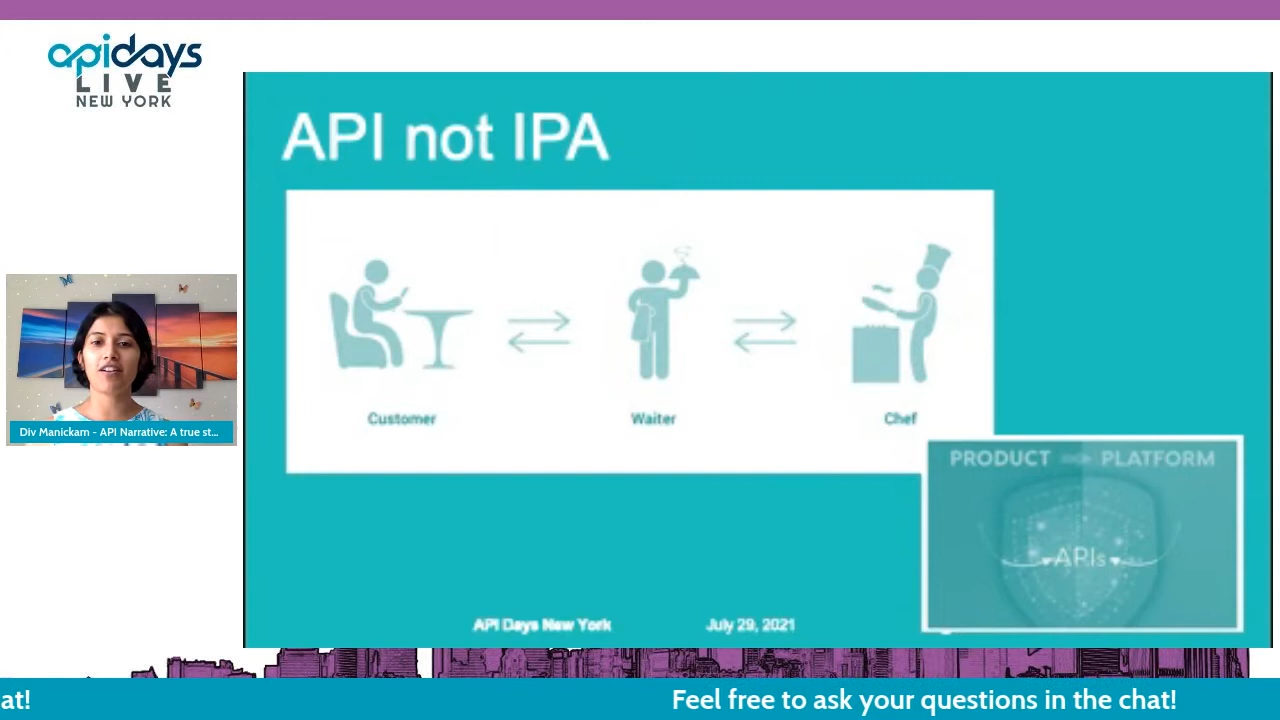 apidays
LIVE
NEW YORK
API not IPA
Customer
Waiter
Chef
PRODUCT PLATFORM
APIs
Div Manickam - API Narrative: A true st...
API Days New York
July 29, 2021
at!
Feel free to ask your questions in the chat!